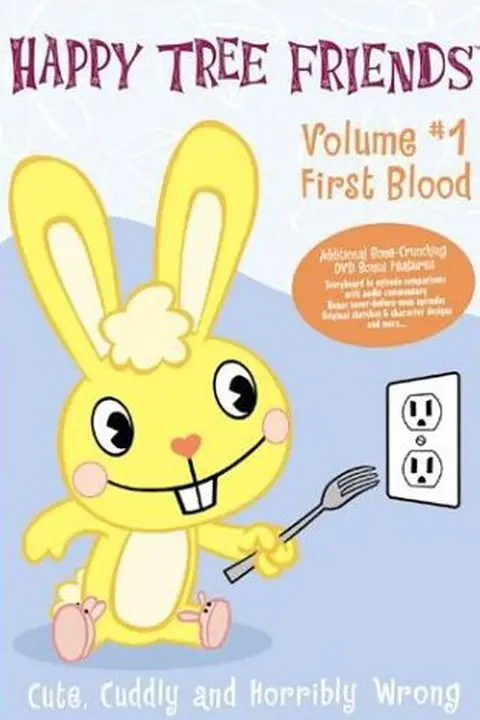 HAPPY TREE FRIENDS
Volume #1
First Blood
Additional Bone-Crunching
DVD Bonus Features
Storyboard to episode comparisons
with audio commentary
Bonus never-before-seen episodes
Original sketches & character designs
and more...
Cute, Cuddly and Horribly Wrong